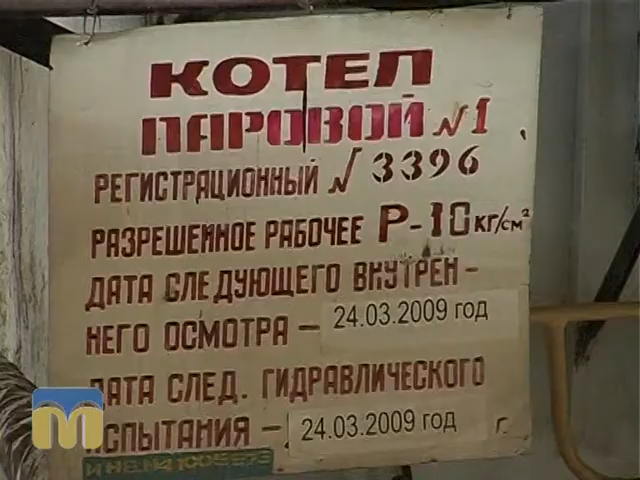 КОТЕЛ
ПАРОВОЙ №1
РЕГИСТРАЦИОННЫЙ № 3396
РАЗРЕШЕННОЕ РАБОЧЕЕ Р-10 КГ/СМ²
ДАТА СЛЕДУЮЩЕГО ВНУТРЕН-
НЕГО ОСМОТРА – 24.03.2009 год
ДАТА СЛЕД. ГИДРАВЛИЧЕСКОГО
ИСПЫТАНИЯ – 24.03.2009 год г.
М